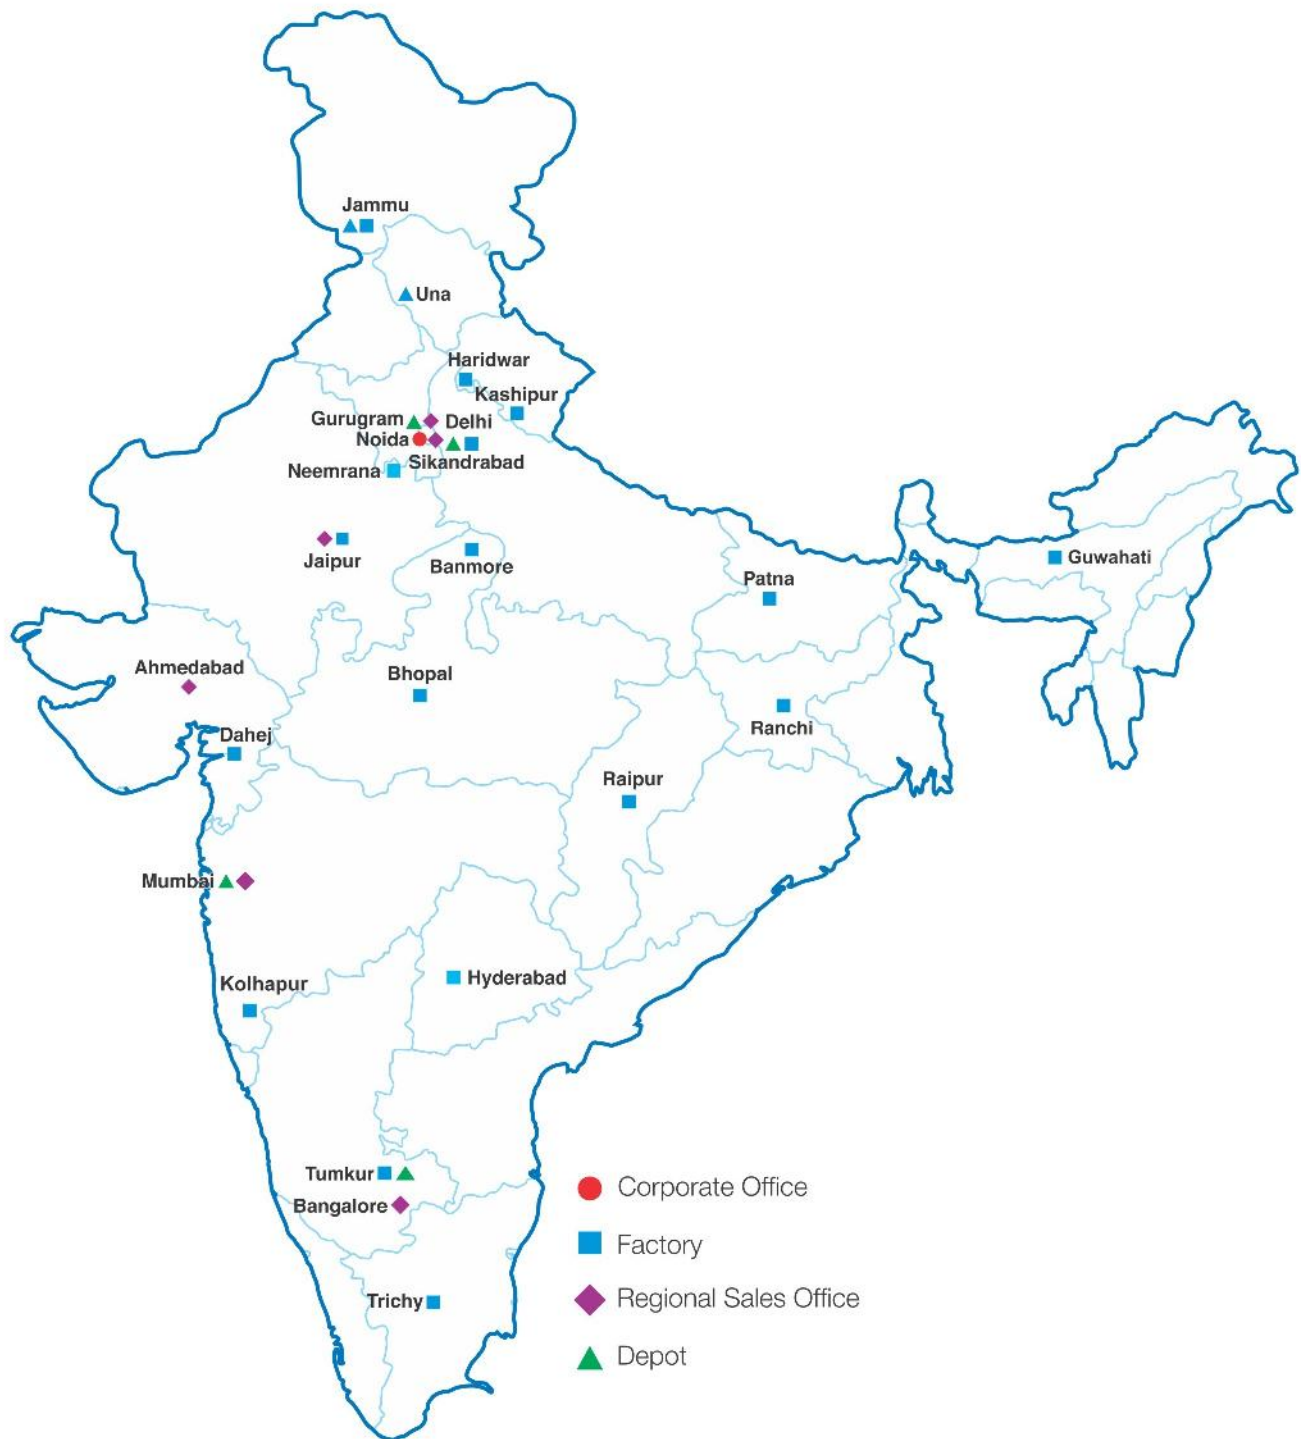 Jammu
Una
Haridwar
Kashipur
Gurugram
Delhi
Noida
Sikandrabad
Neemrana
Jaipur
Banmore
Guwahati
Patna
Ahmedabad
Bhopal
Ranchi
Dahej
Raipur
Mumbai
Hyderabad
Kolhapur
Tumkur
Bangalore
Trichy
Corporate Office
Factory
Regional Sales Office
Depot